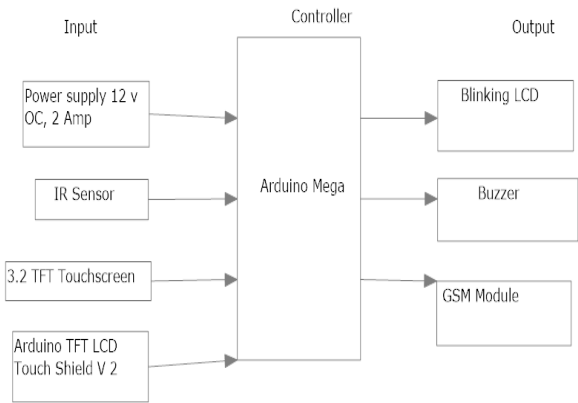 Input
Controller
Output
Power supply 12 v
OC, 2 Amp
IR Sensor
3.2 TFT Touchscreen
Arduino TFT LCD
Touch Shield V 2
Arduino Mega
Blinking LCD
Buzzer
GSM Module